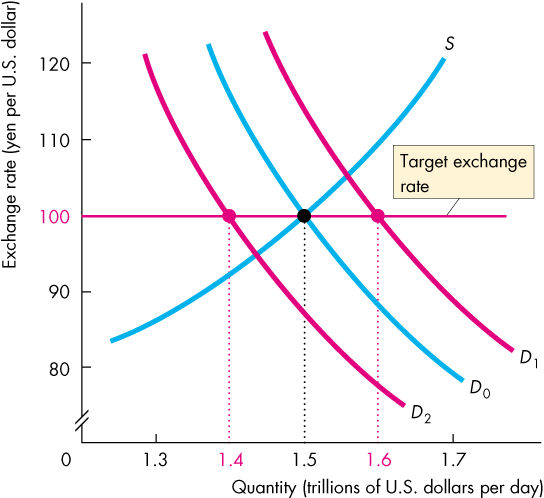 Exchange rate (yen per U.S. dollar)
120
110
100
90
80
0
1.3
1.4
1.5
1.6
1.7
S
Target exchange
rate
D1
D0
D2
Quantity (trillions of U.S. dollars per day)